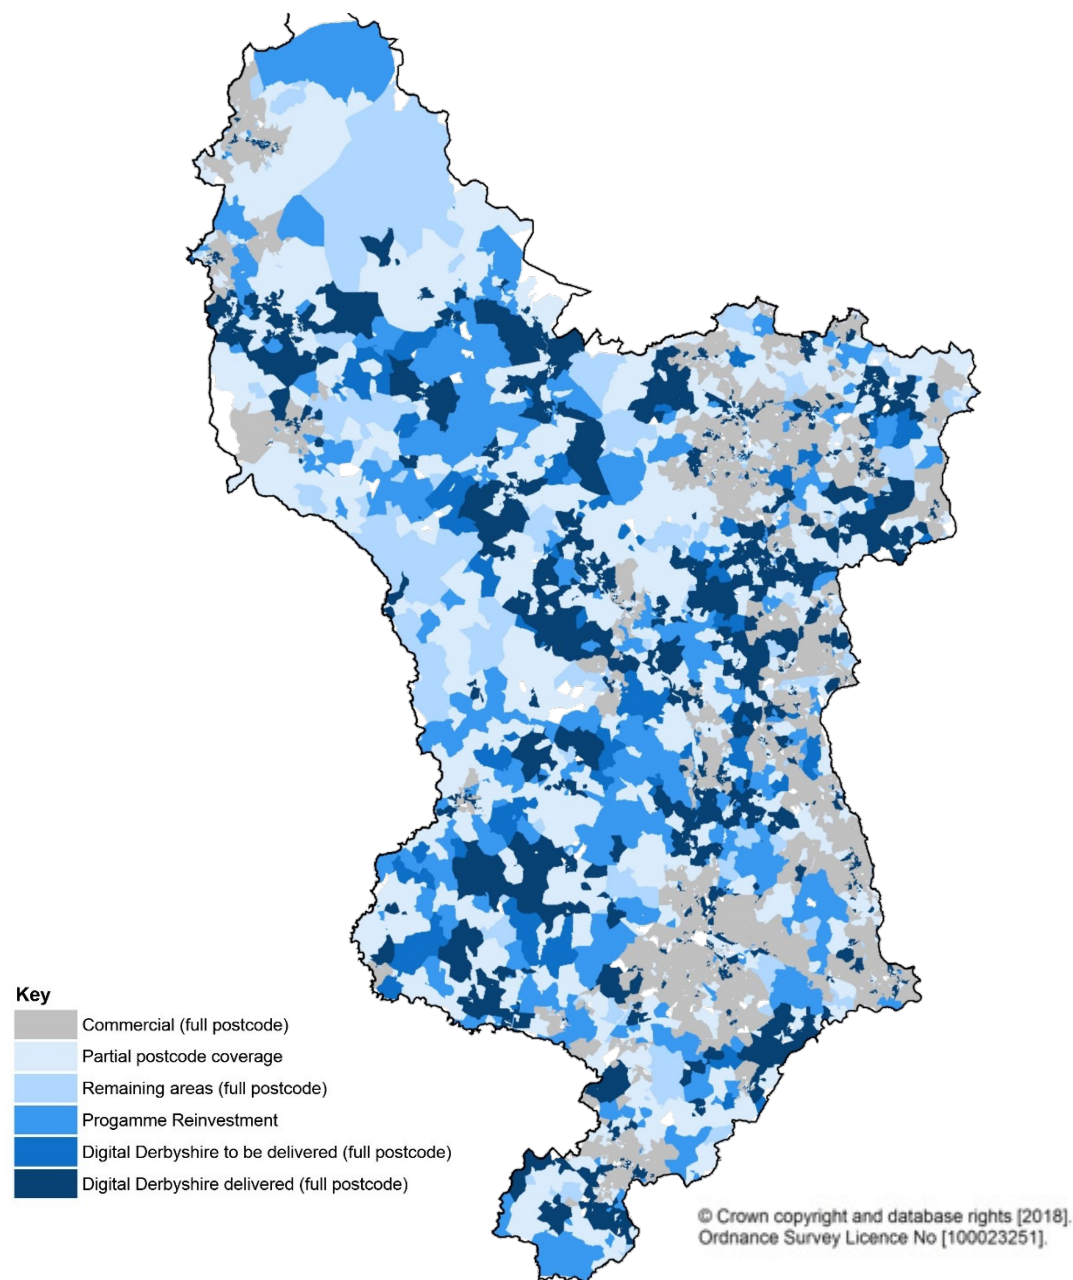 Key
Commercial (full postcode)
Partial postcode coverage
Remaining areas (full postcode)
Progamme Reinvestment
Digital Derbyshire to be delivered (full postcode)
Digital Derbyshire delivered (full postcode)
© Crown copyright and database rights [2018].
Ordnance Survey Licence No [100023251].